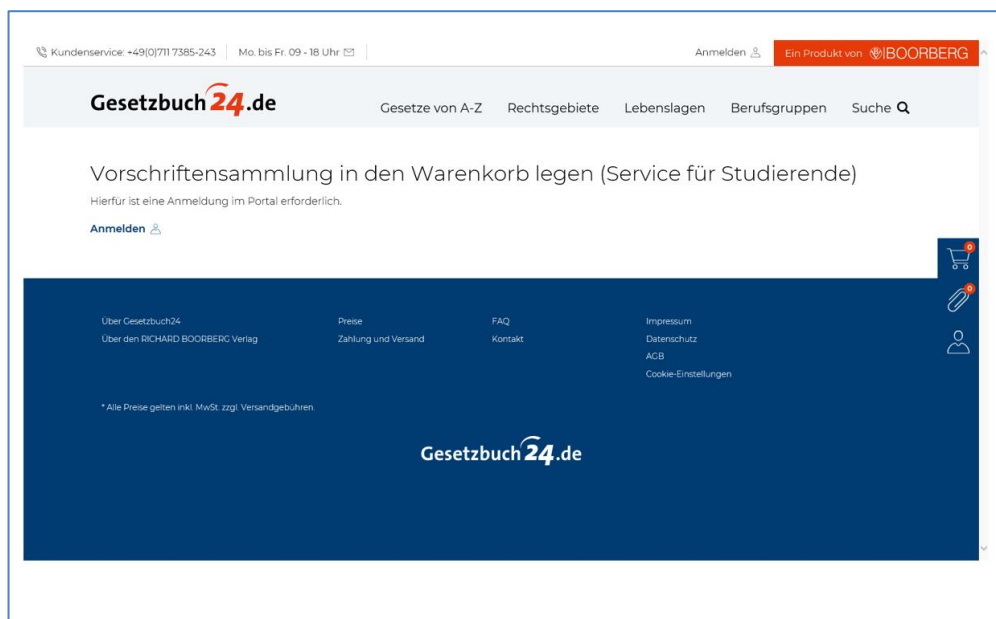 Kundenservice: +49(0)711 7385-243 Mo. bis Fr. 09 - 18 Uhr Anmelden Ein Produkt von BOORBERG
Gesetzbuch24.de Gesetze von A-Z Rechtsgebiete Lebenslagen Berufsgruppen Suche
Vorschriftensammlung in den Warenkorb legen (Service für Studierende)
Hierfür ist eine Anmeldung im Portal erforderlich.
Anmelden
0
0
Über Gesetzbuch24 Preise FAQ Impressum
Über den RICHARD BOORBERG Verlag Zahlung und Versand Kontakt Datenschutz
AGB
Cookie-Einstellungen
* Alle Preise gelten inkl. MwSt. zzgl. Versandgebühren.
Gesetzbuch24.de